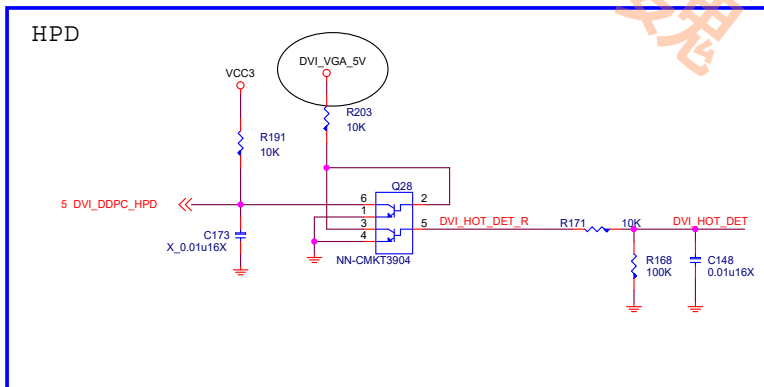 HPD
DVI_VGA_5V
VCC3
R203
10K
R191
10K
Q28
6
2
5 DVI_DDPC_HPD
1
DVI_HOT_DET_R
R171
10K
DVI_HOT_DET
3
5
4
C173
X_0.01u16X
NN-CMKT3904
R168
100K
C148
0.01u16X